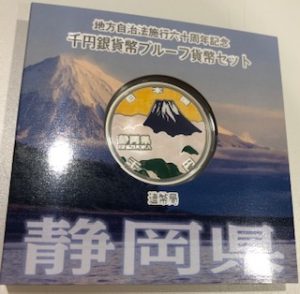 地方自治法施行六十周年記念
千円銀貨幣プルーフ貨幣セット
日本国
静岡県
千円
造幣局
静岡県